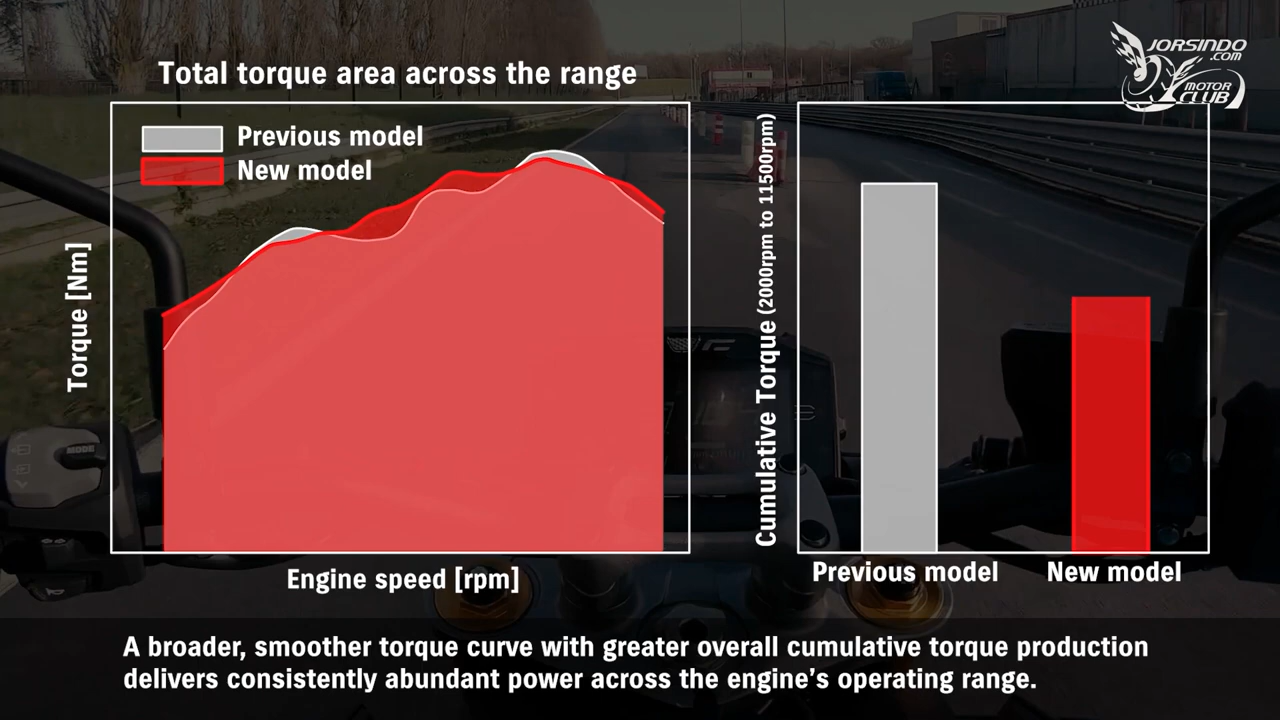 JORSINDO
.COM
MOTOR
CLUB
Total torque area across the range
Previous model
New model
Torque [Nm]
Engine speed [rpm]
Cumulative Torque (2000rpm to 11500rpm)
Previous model
New model
MODE
A broader, smoother torque curve with greater overall cumulative torque production
delivers consistently abundant power across the engine’s operating range.